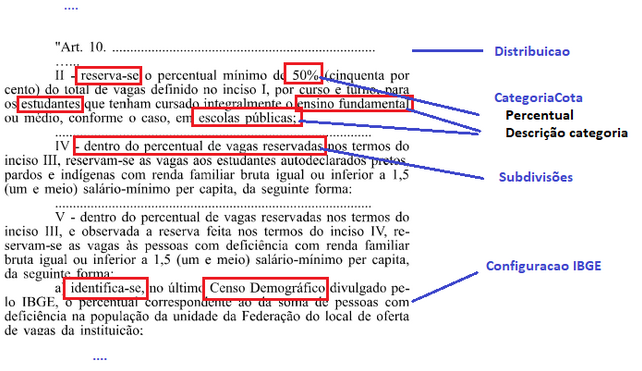 ....
"Art. 10. ...............................................................
......
II - reserva-se o percentual mínimo de 50% (cinquenta por
cento) do total de vagas definido no inciso I, por curso e turno, para
os estudantes que tenham cursado integralmente o ensino fundamental
ou médio, conforme o caso, em escolas públicas;
................................................................................
IV - dentro do percentual de vagas reservadas nos termos do
inciso III, reservam-se as vagas aos estudantes autodeclarados pretos,
pardos e indígenas com renda familiar bruta igual ou inferior a 1,5
(um e meio) salário-mínimo per capita, da seguinte forma:
................................................................................
V - dentro do percentual de vagas reservadas nos termos do
inciso III, e observada a reserva feita nos termos do inciso IV, re-
servam-se as vagas às pessoas com deficiência com renda familiar
bruta igual ou inferior a 1,5 (um e meio) salário-mínimo per capita,
da seguinte forma:
a) identifica-se, no último Censo Demográfico divulgado pe-
lo IBGE, o percentual correspondente ao da soma de pessoas com
deficiência na população da unidade da Federação do local de oferta
de vagas da instituição;
....
Distribuicao
CategoriaCota
Percentual
Descrição categoria
Subdivisões
Configuracao IBGE